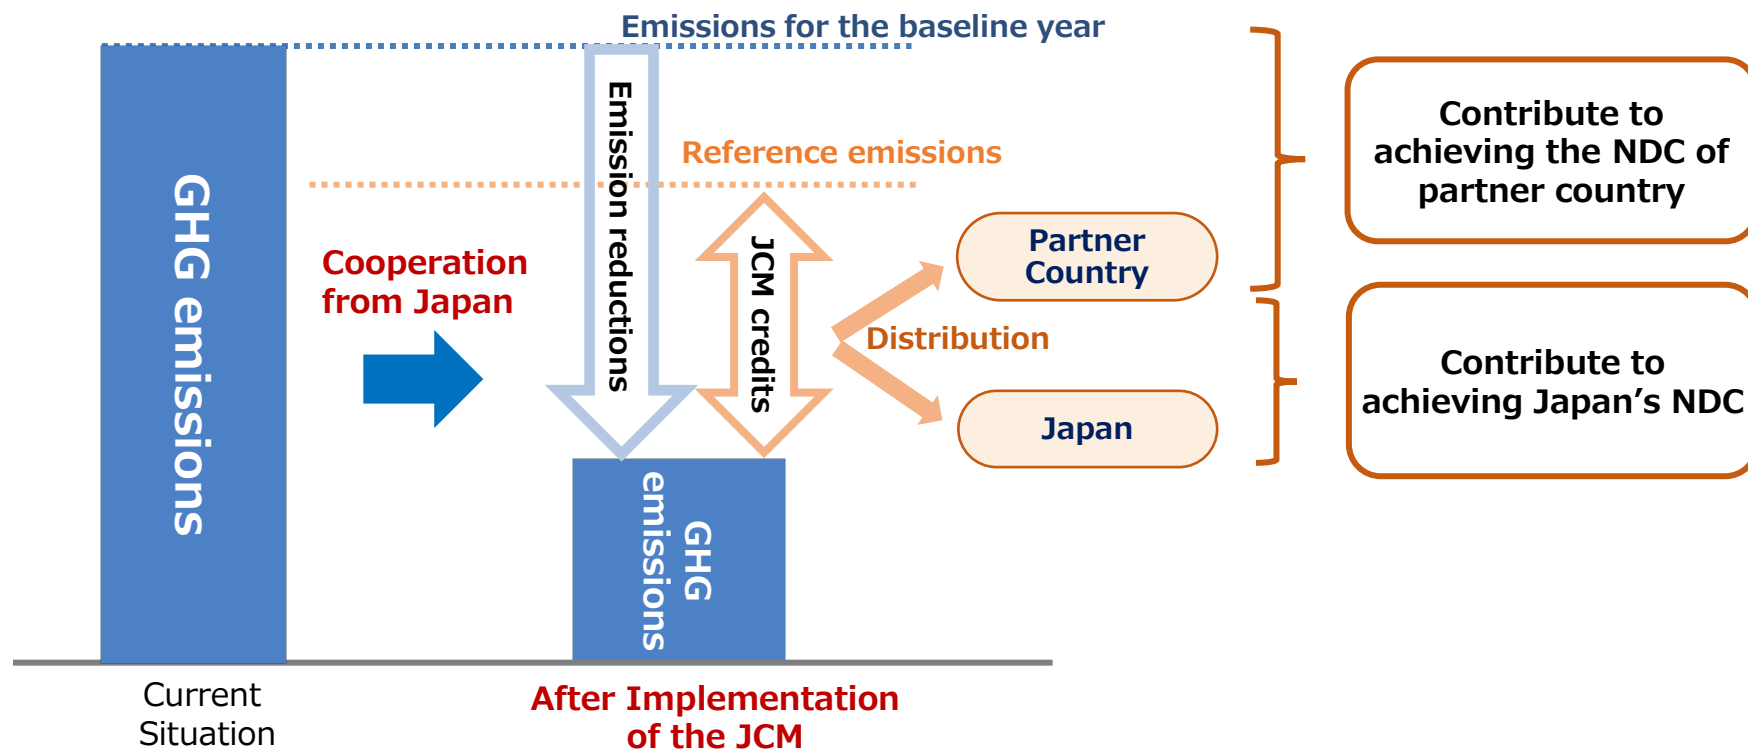 Emissions for the baseline year
GHG emissions
Emission reductions
Reference emissions
JCM credits
Cooperation
from Japan
Partner
Country
Distribution
Japan
Contribute to
achieving the NDC of
partner country
Contribute to
achieving Japan’s NDC
GHG
emissions
Current
Situation
After Implementation
of the JCM